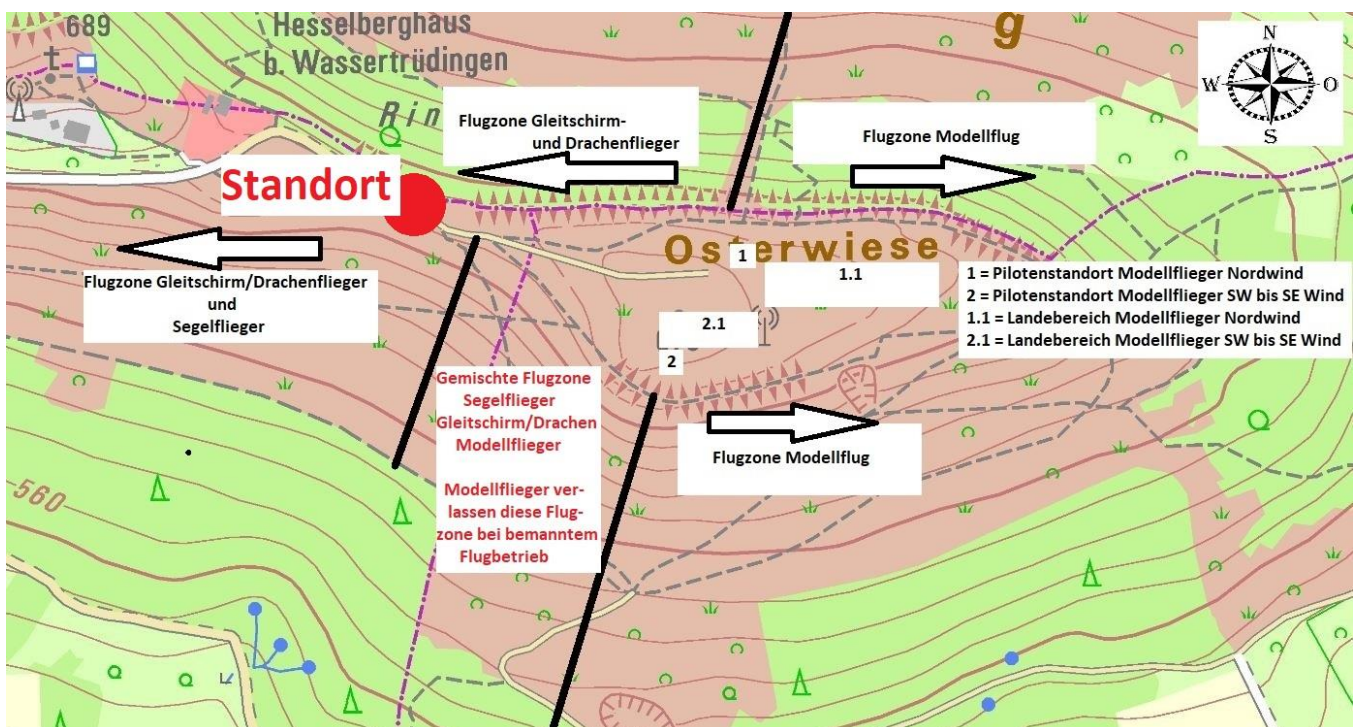 689
Hesselberghaus
b. Wassertrüdingen
g
N
W
O
S
Rin
Flugzone Gleitschirm-
und Drachenflieger
Flugzone Modellflug
Standort
Osterwiese
Flugzone Gleitschirm/Drachenflieger
und
Segelflieger
1
1.1
1 = Pilotenstandort Modellflieger Nordwind
2 = Pilotenstandort Modellflieger SW bis SE Wind
1.1 = Landebereich Modellflieger Nordwind
2.1 = Landebereich Modellflieger SW bis SE Wind
2.1
2
Gemischte Flugzone
Segelflieger
Gleitschirm/Drachen
Modellflieger
Modellflieger ver-
lassen diese Flug-
zone bei bemanntem
Flugbetrieb
Flugzone Modellflug
560